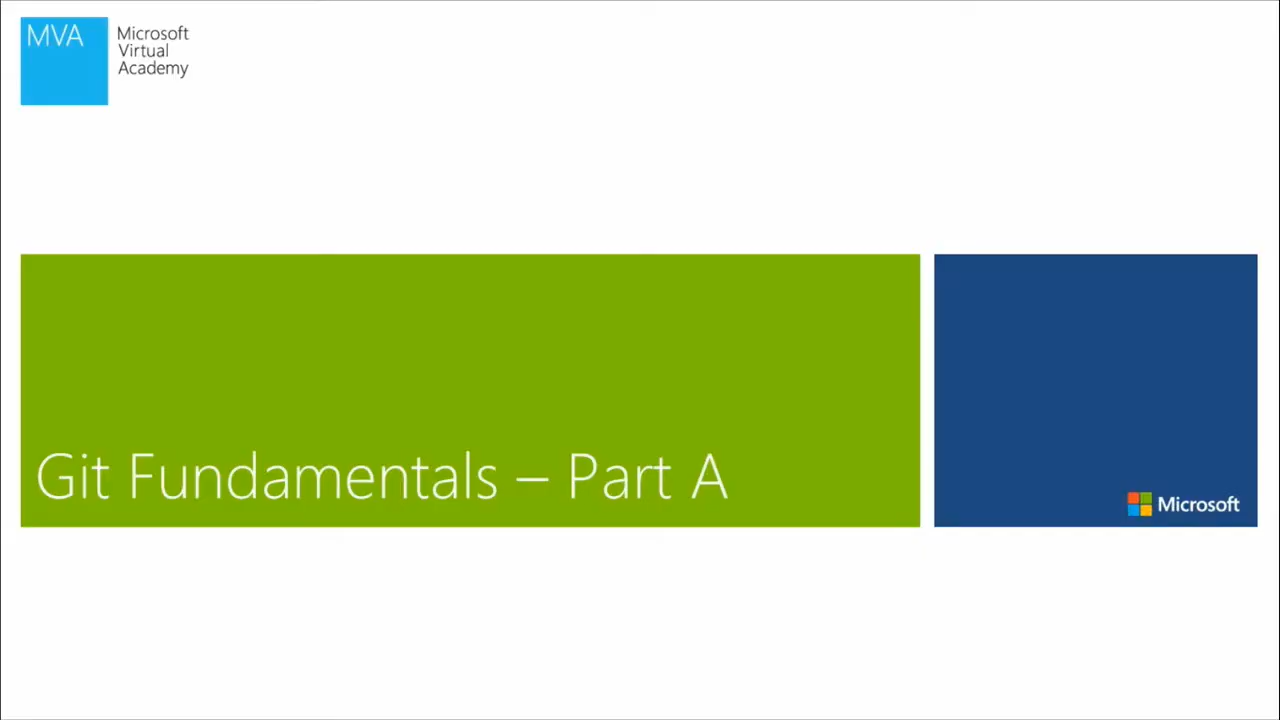 MVA
Microsoft
Virtual
Academy
Git Fundamentals – Part A
Microsoft